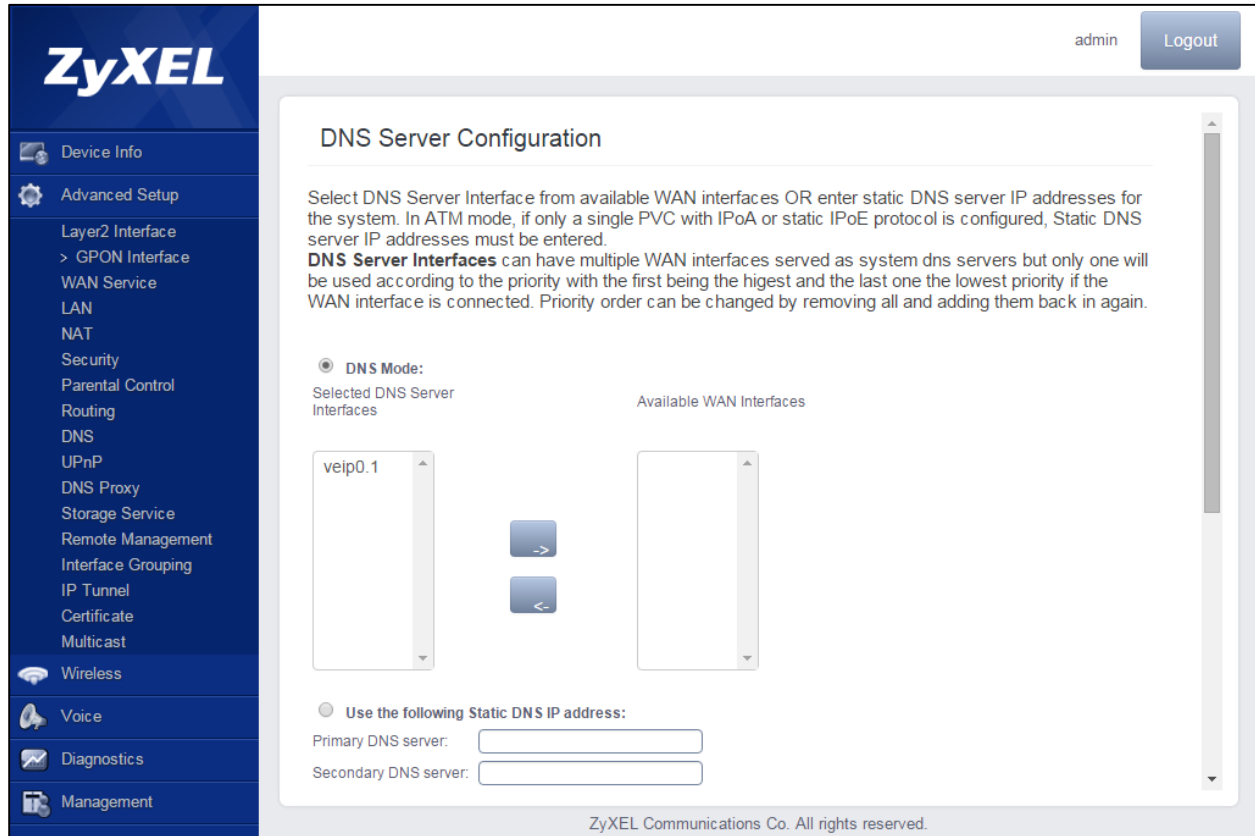 ZyXEL
admin
Logout
Device Info
Advanced Setup
Layer2 Interface
> GPON Interface
WAN Service
LAN
NAT
Security
Parental Control
Routing
DNS
UPnP
DNS Proxy
Storage Service
Remote Management
Interface Grouping
IP Tunnel
Certificate
Multicast
Wireless
Voice
Diagnostics
Management
DNS Server Configuration
Select DNS Server Interface from available WAN interfaces OR enter static DNS server IP addresses for
the system. In ATM mode, if only a single PVC with IPoA or static IPoE protocol is configured, Static DNS
server IP addresses must be entered.
DNS Server Interfaces can have multiple WAN interfaces served as system dns servers but only one will
be used according to the priority with the first being the higest and the last one the lowest priority if the
WAN interface is connected. Priority order can be changed by removing all and adding them back in again.
DNS Mode:
Selected DNS Server
Interfaces
Available WAN Interfaces
veip0.1
->
<-
Use the following Static DNS IP address:
Primary DNS server:
Secondary DNS server:
ZyXEL Communications Co. All rights reserved.